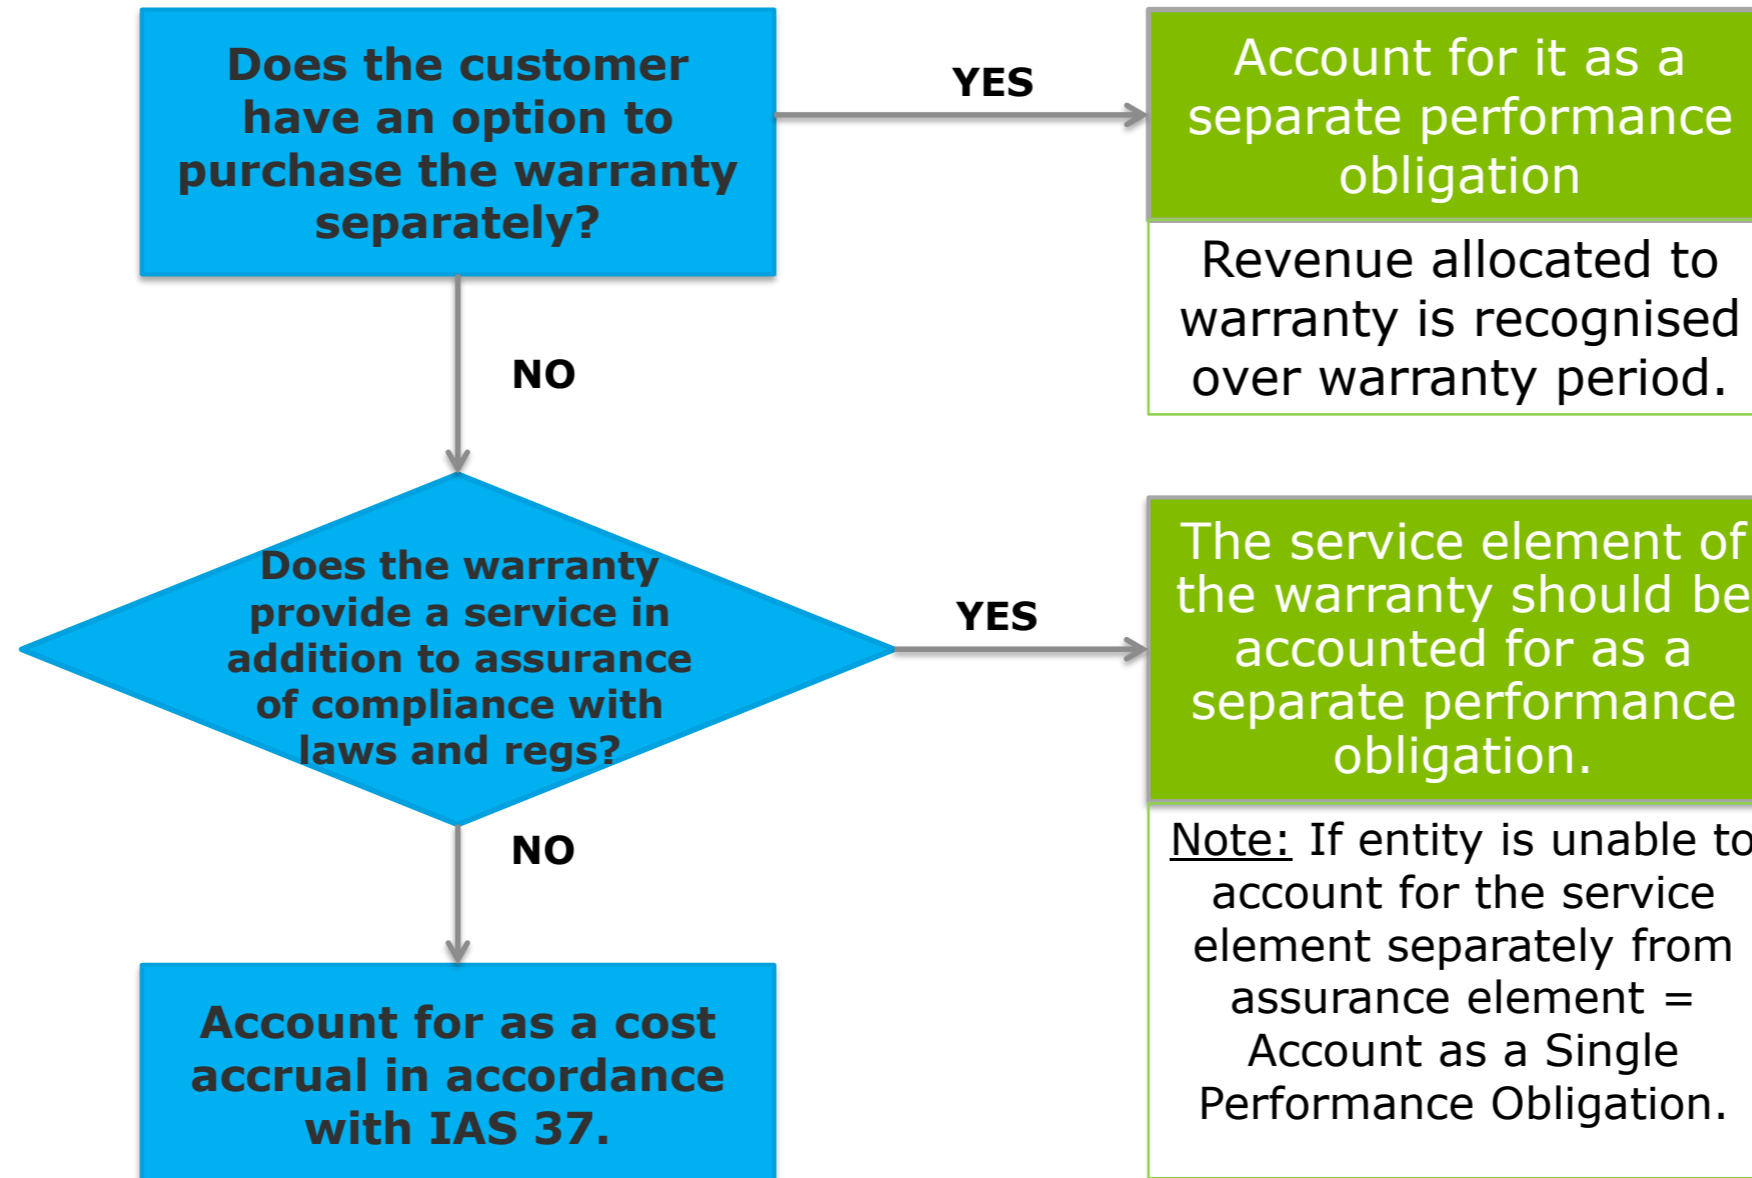 Does the customer
have an option to
purchase the warranty
separately?
YES
Account for it as a
separate performance
obligation
Revenue allocated to
warranty is recognised
over warranty period.
NO
Does the warranty
provide a service in
addition to assurance
of compliance with
laws and regs?
YES
The service element of
the warranty should be
accounted for as a
separate performance
obligation.
Note: If entity is unable to
account for the service
element separately from
assurance element =
Account as a Single
Performance Obligation.
NO
Account for as a cost
accrual in accordance
with IAS 37.